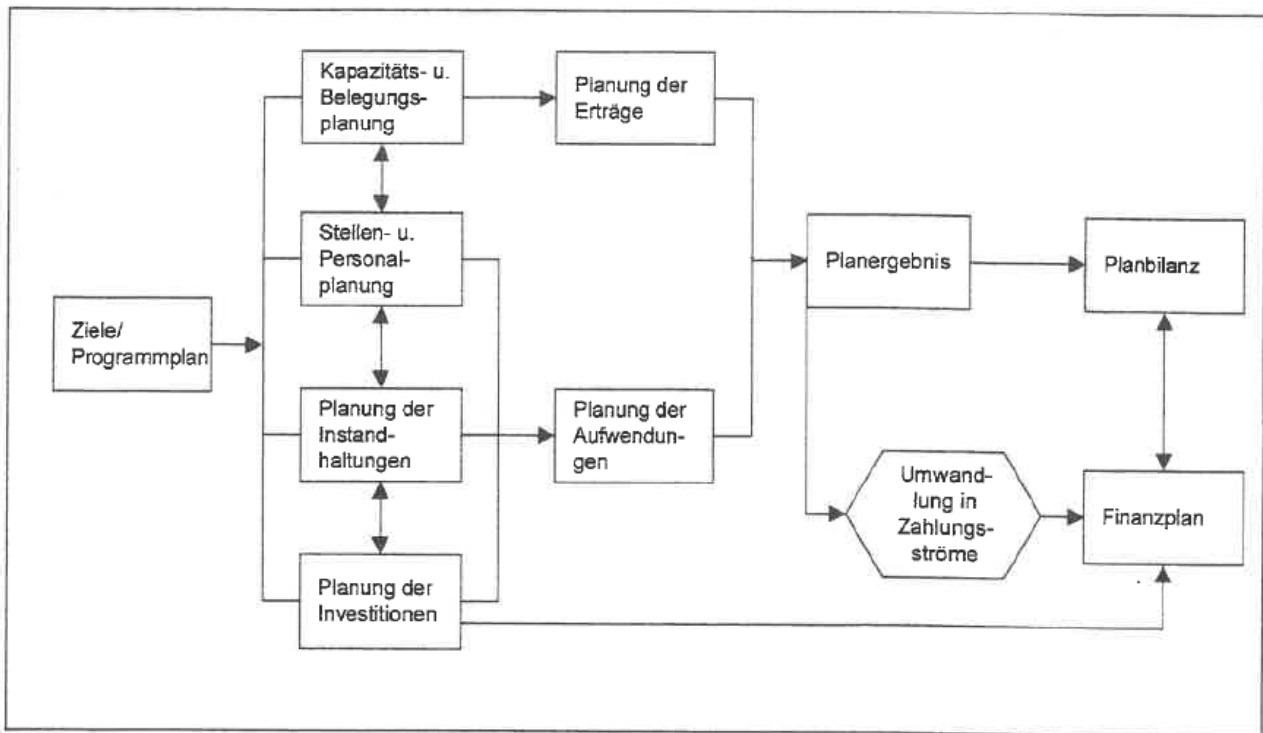 Kapazitäts- u.
Belegungs-
planung
Planung der
Erträge
Stellen- u.
Personal-
planung
Planergebnis
Planbilanz
Ziele/
Programmplan
Planung der
Instand-
haltungen
Planung der
Aufwendun-
gen
Umwand-
lung in
Zahlungs-
ströme
Finanzplan
Planung der
Investitionen